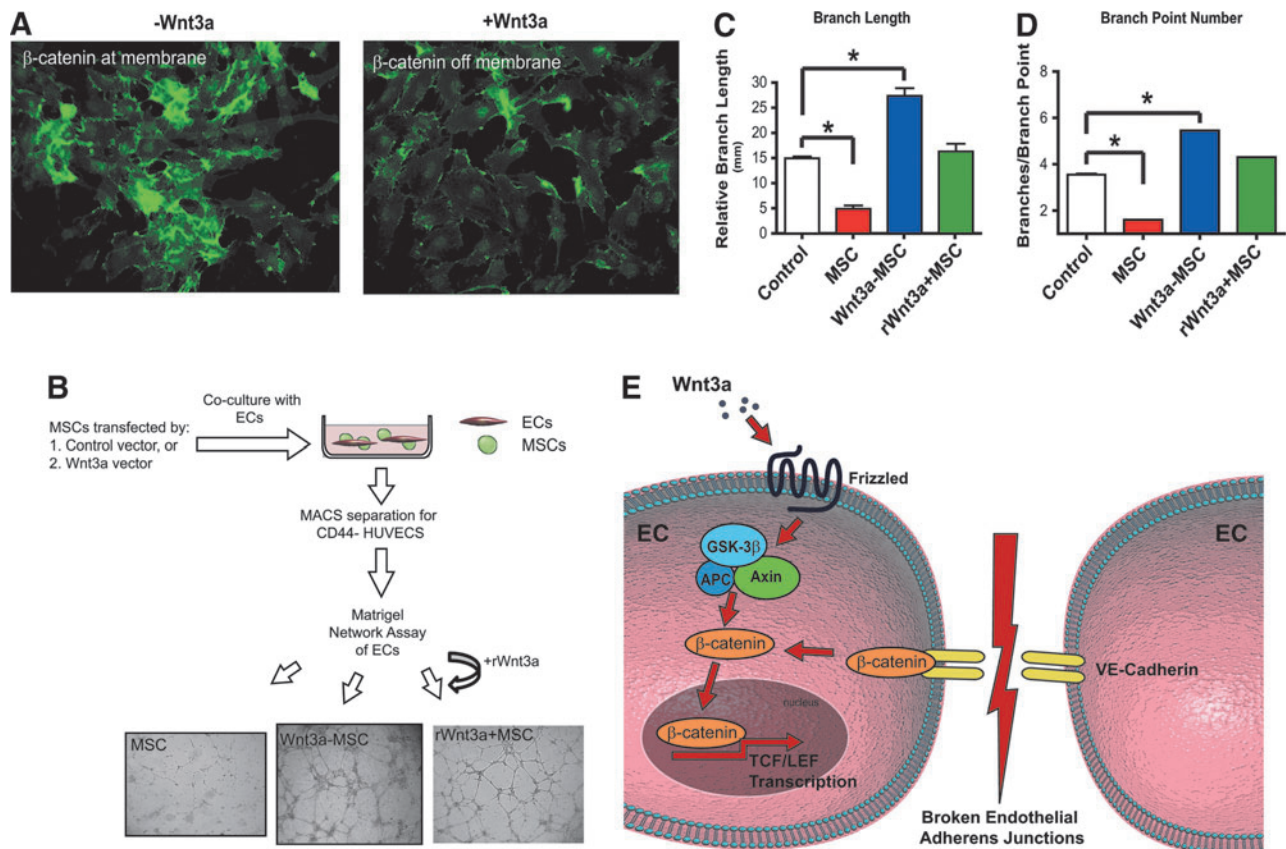 A
-Wnt3a
+Wnt3a
β-catenin at membrane
β-catenin off membrane
C
Branch Length
Relative Branch Length
(mm)
30
25
20
15
10
5
0
*
*
Control
MSC
Wnt3a-MSC
rWnt3a+MSC
D
Branch Point Number
Branches/Branch Point
8
6
4
2
*
*
Control
MSC
Wnt3a-MSC
rWnt3a+MSC
B
MSCs transfected by:
1. Control vector, or
2. Wnt3a vector
Co-culture with
ECs
ECs
MSCs
MACS separation for
CD44- HUVECS
Matrigel
Network Assay
of ECs
+rWnt3a
MSC
Wnt3a-MSC
rWnt3a+MSC
E
Wnt3a
Frizzled
EC
EC
GSK-3β
APC
Axin
β-catenin
β-catenin
VE-Cadherin
nucleus
β-catenin
TCF/LEF
Transcription
Broken Endothelial
Adherens Junctions